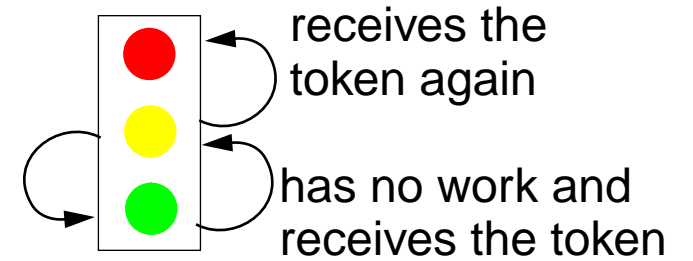 receives the
token again
has no work and
receives the token